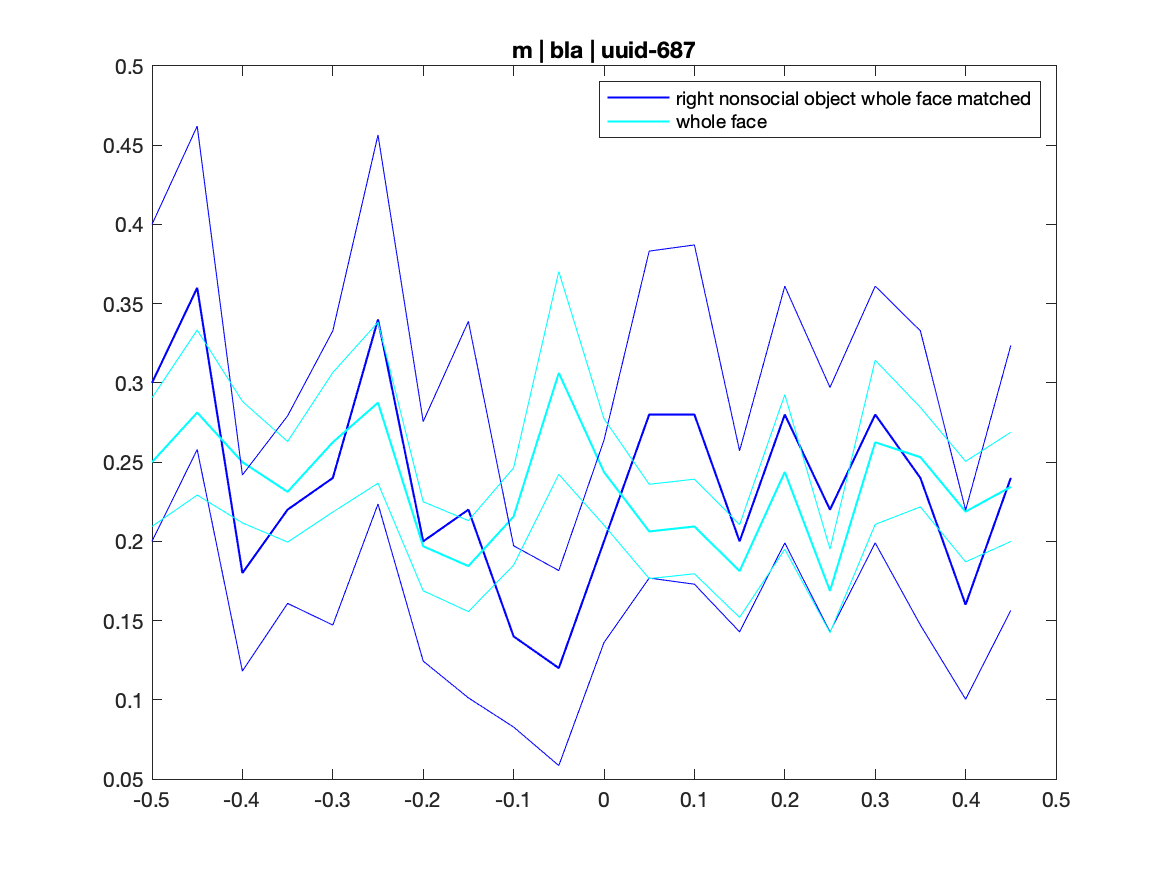 m | bla | uuid-687
right nonsocial object whole face matched
whole face
0.5
0.45
0.4
0.35
0.3
0.25
0.2
0.15
0.1
0.05
-0.5 -0.4 -0.3 -0.2 -0.1 0 0.1 0.2 0.3 0.4 0.5